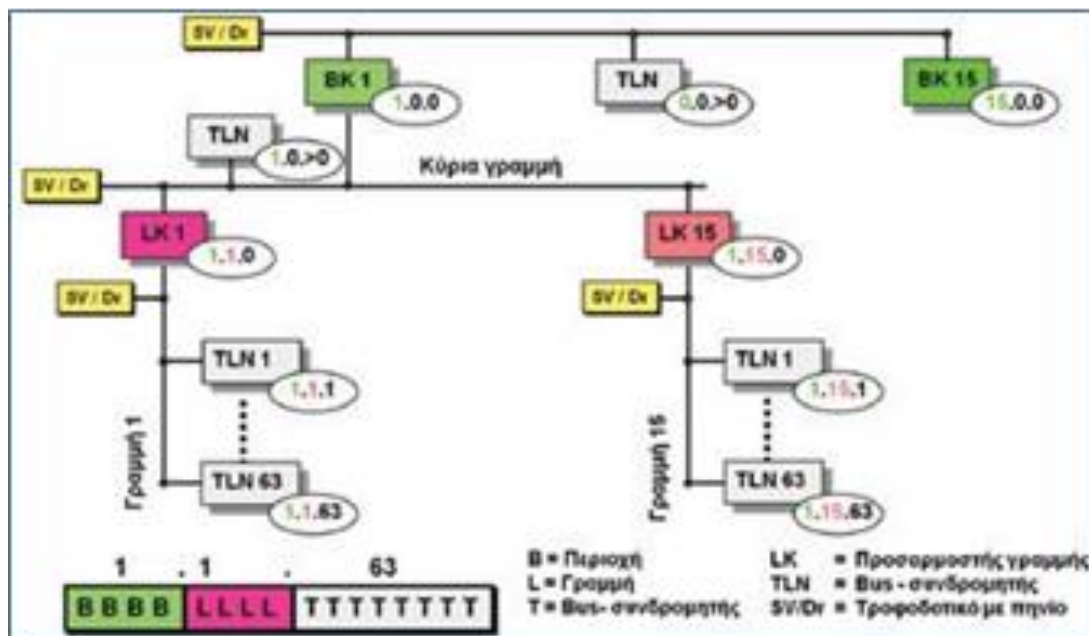 SV / Dr
BK 1
1.0.0
TLN
0.0.>0
BK 15
15.0.0
TLN
1.0.>0
Κύρια γραμμή
SV / Dr
LK 1
1.1.0
LK 15
1.15.0
SV / Dr
SV / Dr
TLN 1
1.1.1
TLN 1
1.15.1
Γραμμή 1
Γραμμή 15
TLN 63
1.1.63
TLN 63
1.15.63
1 . 1 . 63
B B B B L L L L T T T T T T T T
B = Περιοχή
L = Γραμμή
T = Bus- συνδρομητής
LK = Προσαρμοστής γραμμής
TLN = Bus - συνδρομητής
SV/Dr = Τροφοδοτικό με πηνίο